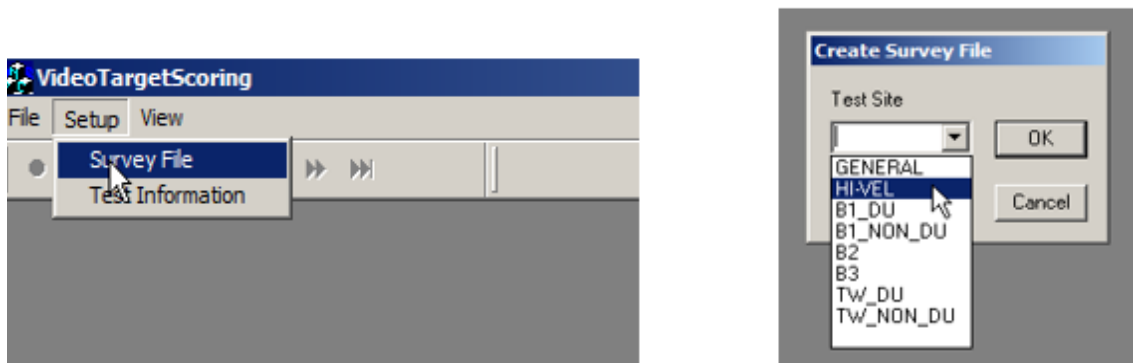 VideoTargetScoring
File Setup View
Survey File
Test Information
Create Survey File
Test Site
OK
Cancel
GENERAL
HI-VEL
B1_DU
B1_NON_DU
B2
B3
TW_DU
TW_NON_DU